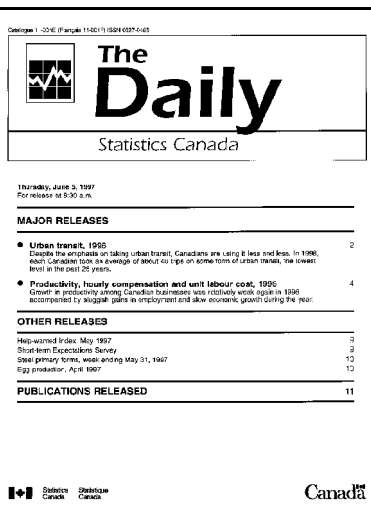 Catalogue 11-001E (Français 11-001F) ISSN 0827-0465
The
Daily
Statistics Canada
Thursday, June 5, 1997
For release at 8:30 a.m.
MAJOR RELEASES
● Urban transit, 1996 2
Despite the emphasis on taking urban transit, Canadians are using it less and less. In 1996,
each Canadian took an average of about 40 trips on some form of urban transit, the lowest
level in the past 25 years.
● Productivity, hourly compensation and unit labour cost, 1996 4
Growth in productivity among Canadian businesses was relatively weak again in 1996
accompanied by sluggish gains in employment and slow economic growth during the year.
OTHER RELEASES
Help-wanted Index, May 1997 9
Short-term Expectations Survey 9
Steel primary forms, week ending May 31, 1997 10
Egg production, April 1997 10
PUBLICATIONS RELEASED 11
Statistics Statistique
Canada Canada
Canada